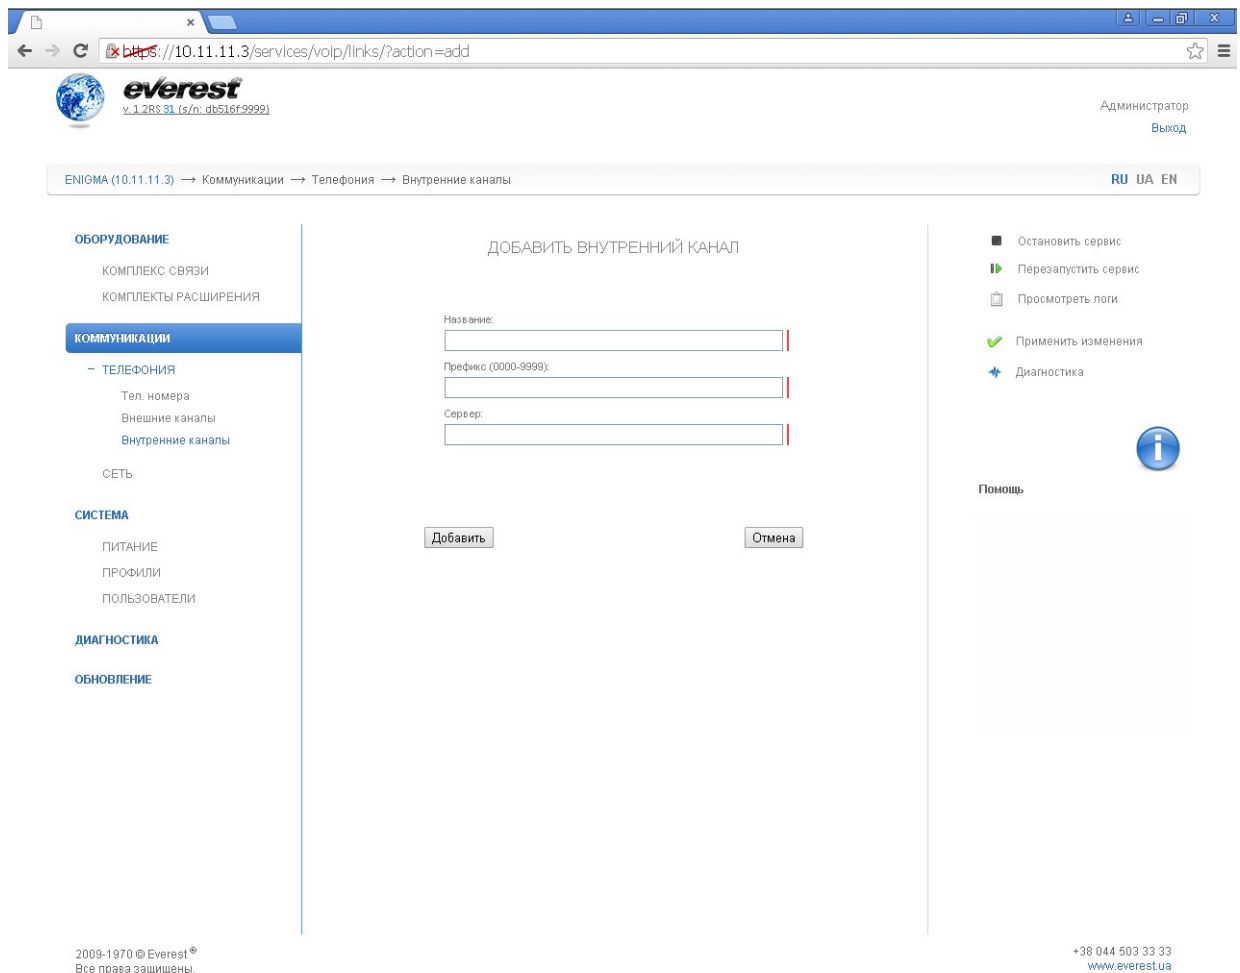 https://10.11.11.3/services/voip/links/?action=add
everest
v. 1.2RS 31 (s/n: db516f:9999)
Администратор
Выход
ENIGMA (10.11.11.3) → Коммуникации → Телефония → Внутренние каналы
RU UA EN
ОБОРУДОВАНИЕ
КОМПЛЕКС СВЯЗИ
КОМПЛЕКТЫ РАСШИРЕНИЯ
КОММУНИКАЦИИ
– ТЕЛЕФОНИЯ
Тел. номера
Внешние каналы
Внутренние каналы
СЕТЬ
СИСТЕМА
ПИТАНИЕ
ПРОФИЛИ
ПОЛЬЗОВАТЕЛИ
ДИАГНОСТИКА
ОБНОВЛЕНИЕ
ДОБАВИТЬ ВНУТРЕННИЙ КАНАЛ
Название:
Префикс (0000-9999):
Сервер:
Добавить
Отмена
Остановить сервис
Перезапустить сервис
Просмотреть логи
Применить изменения
Диагностика
Помощь
2009-1970 © Everest ®
Все права защищены.
+38 044 503 33 33
www.everest.ua